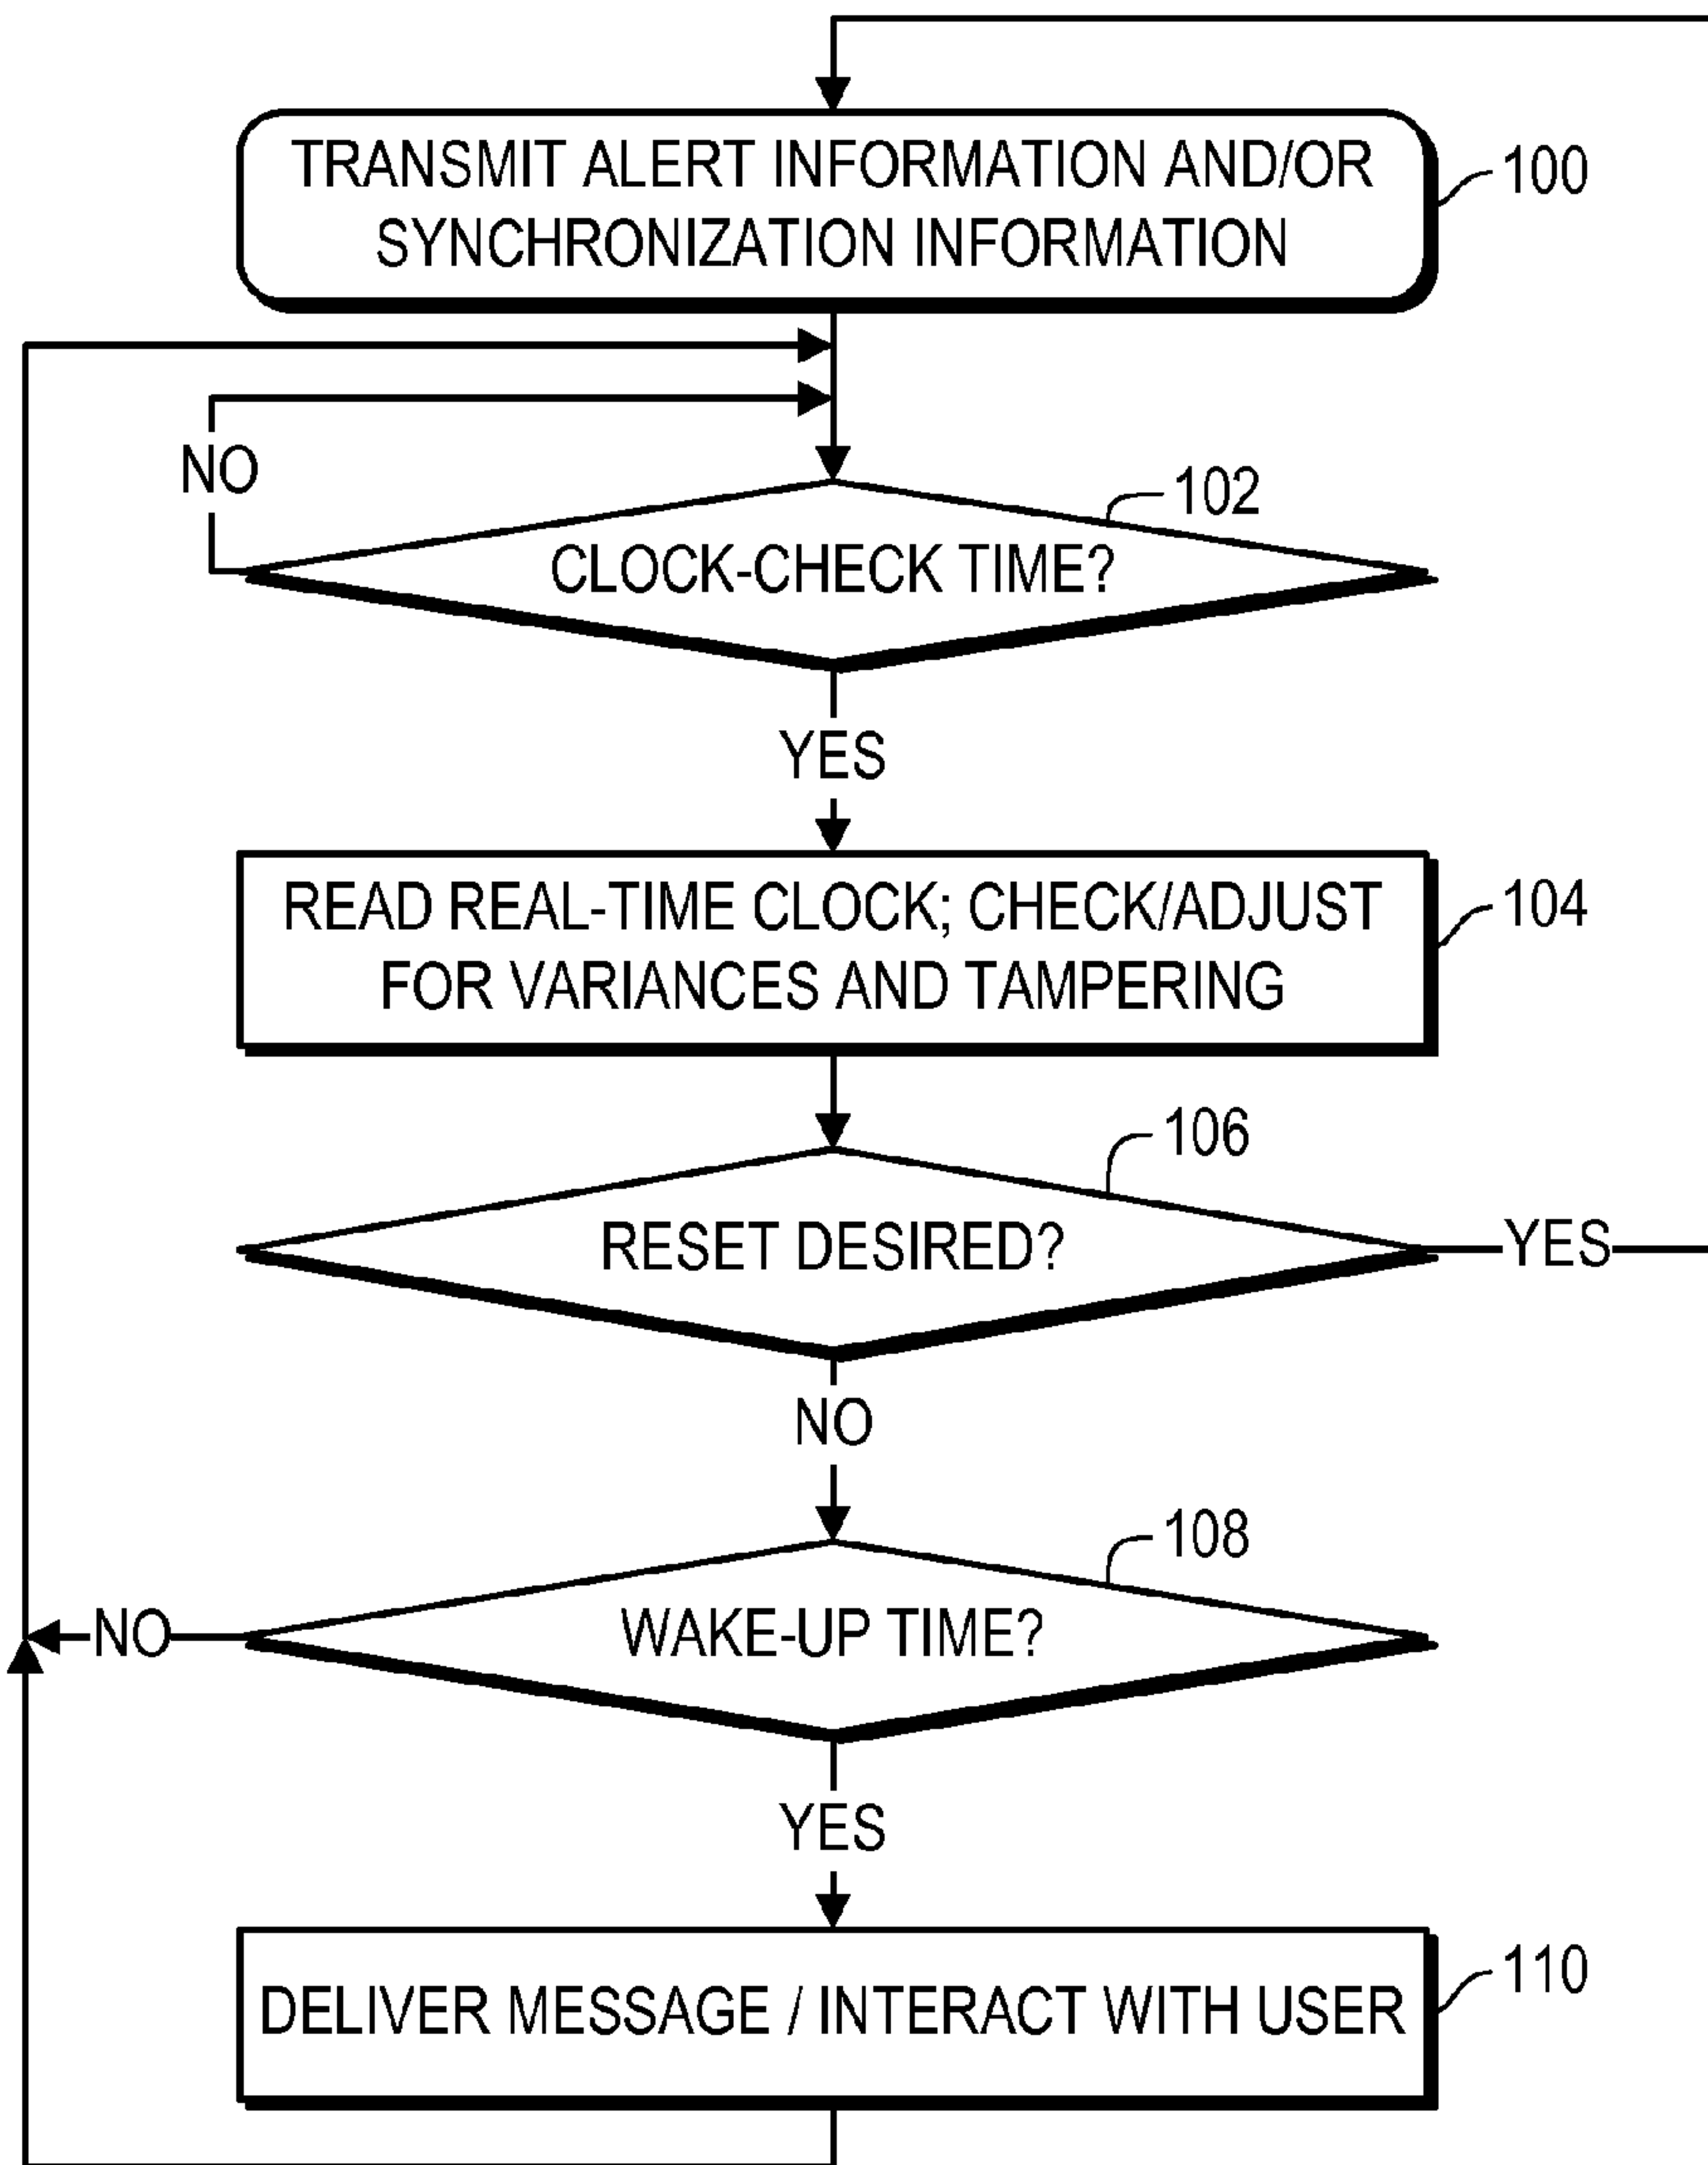 TRANSMIT ALERT INFORMATION AND/OR
SYNCHRONIZATION INFORMATION
100
NO
102
CLOCK-CHECK TIME?
YES
READ REAL-TIME CLOCK; CHECK/ADJUST
FOR VARIANCES AND TAMPERING
104
106
RESET DESIRED?
YES
NO
108
WAKE-UP TIME?
NO
YES
DELIVER MESSAGE / INTERACT WITH USER
110